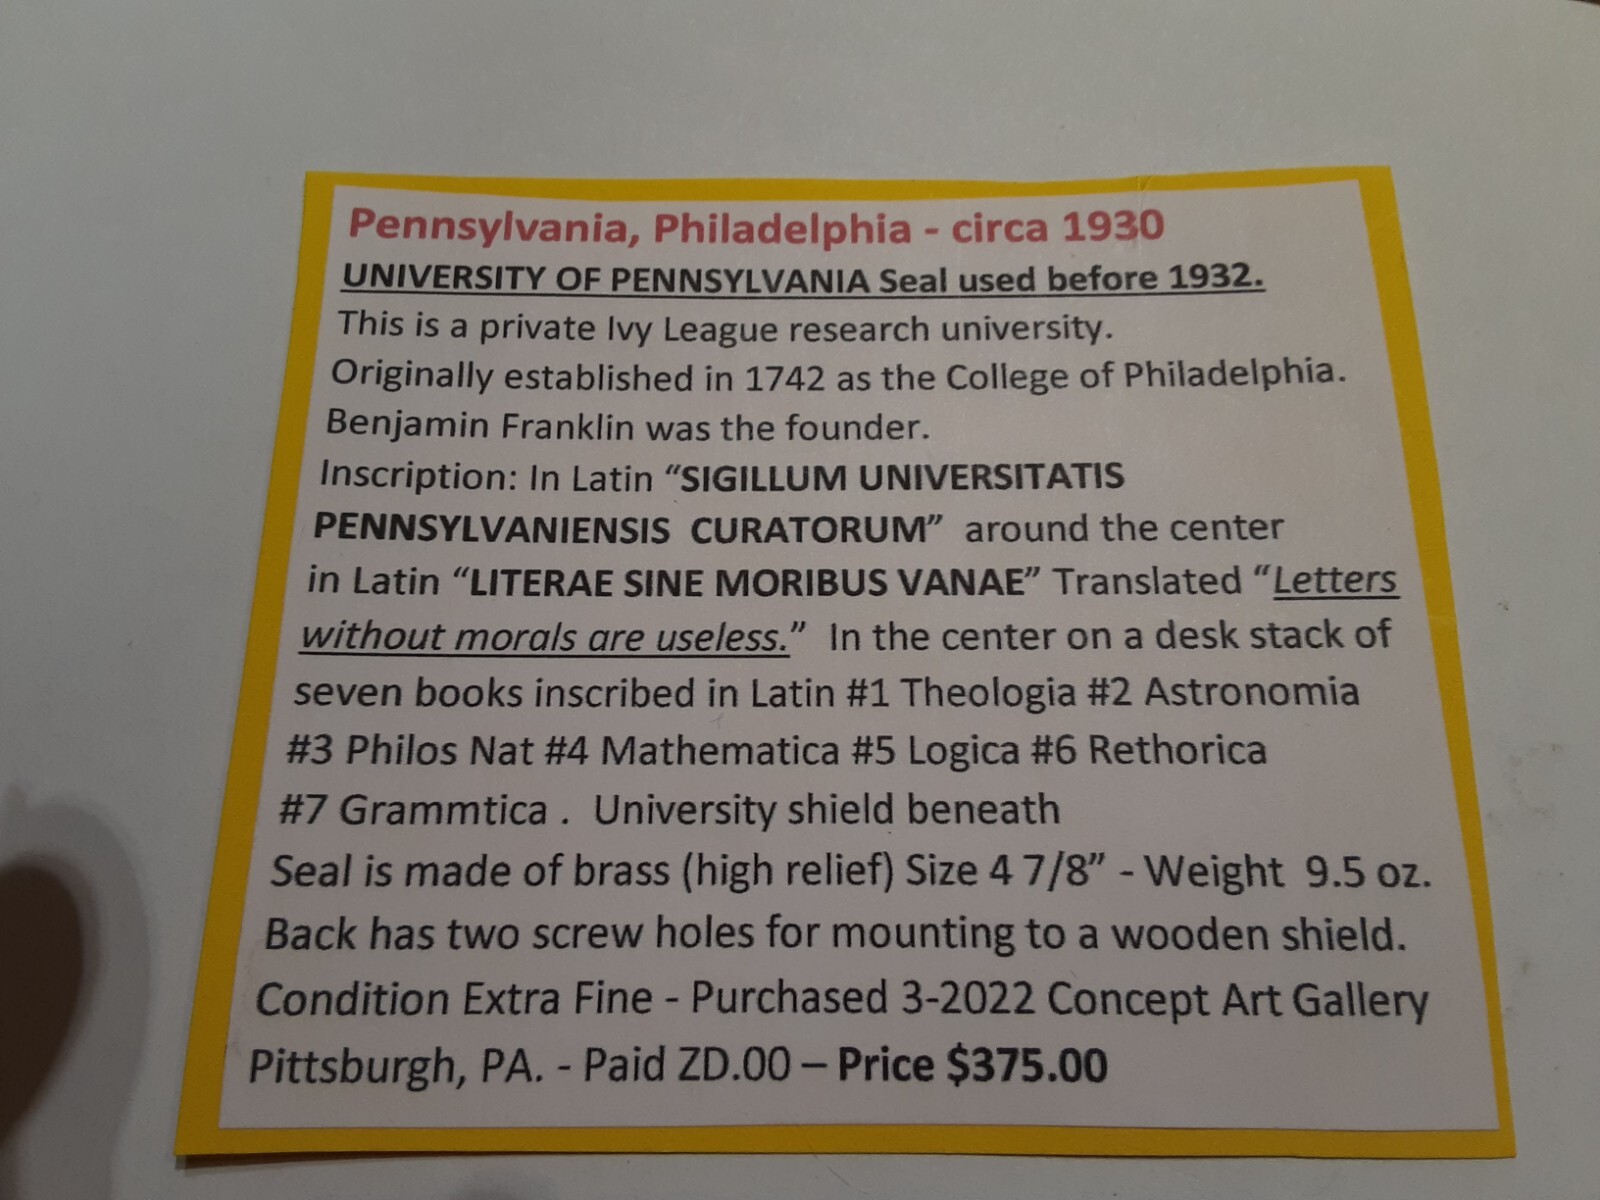 Pennsylvania, Philadelphia - circa 1930
UNIVERSITY OF PENNSYLVANIA Seal used before 1932.
This is a private Ivy League research university.
Originally established in 1742 as the College of Philadelphia.
Benjamin Franklin was the founder.
Inscription: In Latin “SIGILLUM UNIVERSITATIS
PENNSYLVANIENSIS CURATORUM” around the center
in Latin “LITERAE SINE MORIBUS VANAE” Translated “Letters
without morals are useless.” In the center on a desk stack of
seven books inscribed in Latin #1 Theologia #2 Astronomia
#3 Philos Nat #4 Mathematica #5 Logica #6 Rethorica
#7 Grammtica . University shield beneath
Seal is made of brass (high relief) Size 4 7/8” - Weight 9.5 oz.
Back has two screw holes for mounting to a wooden shield.
Condition Extra Fine - Purchased 3-2022 Concept Art Gallery
Pittsburgh, PA. - Paid ZD.00 – Price $375.00